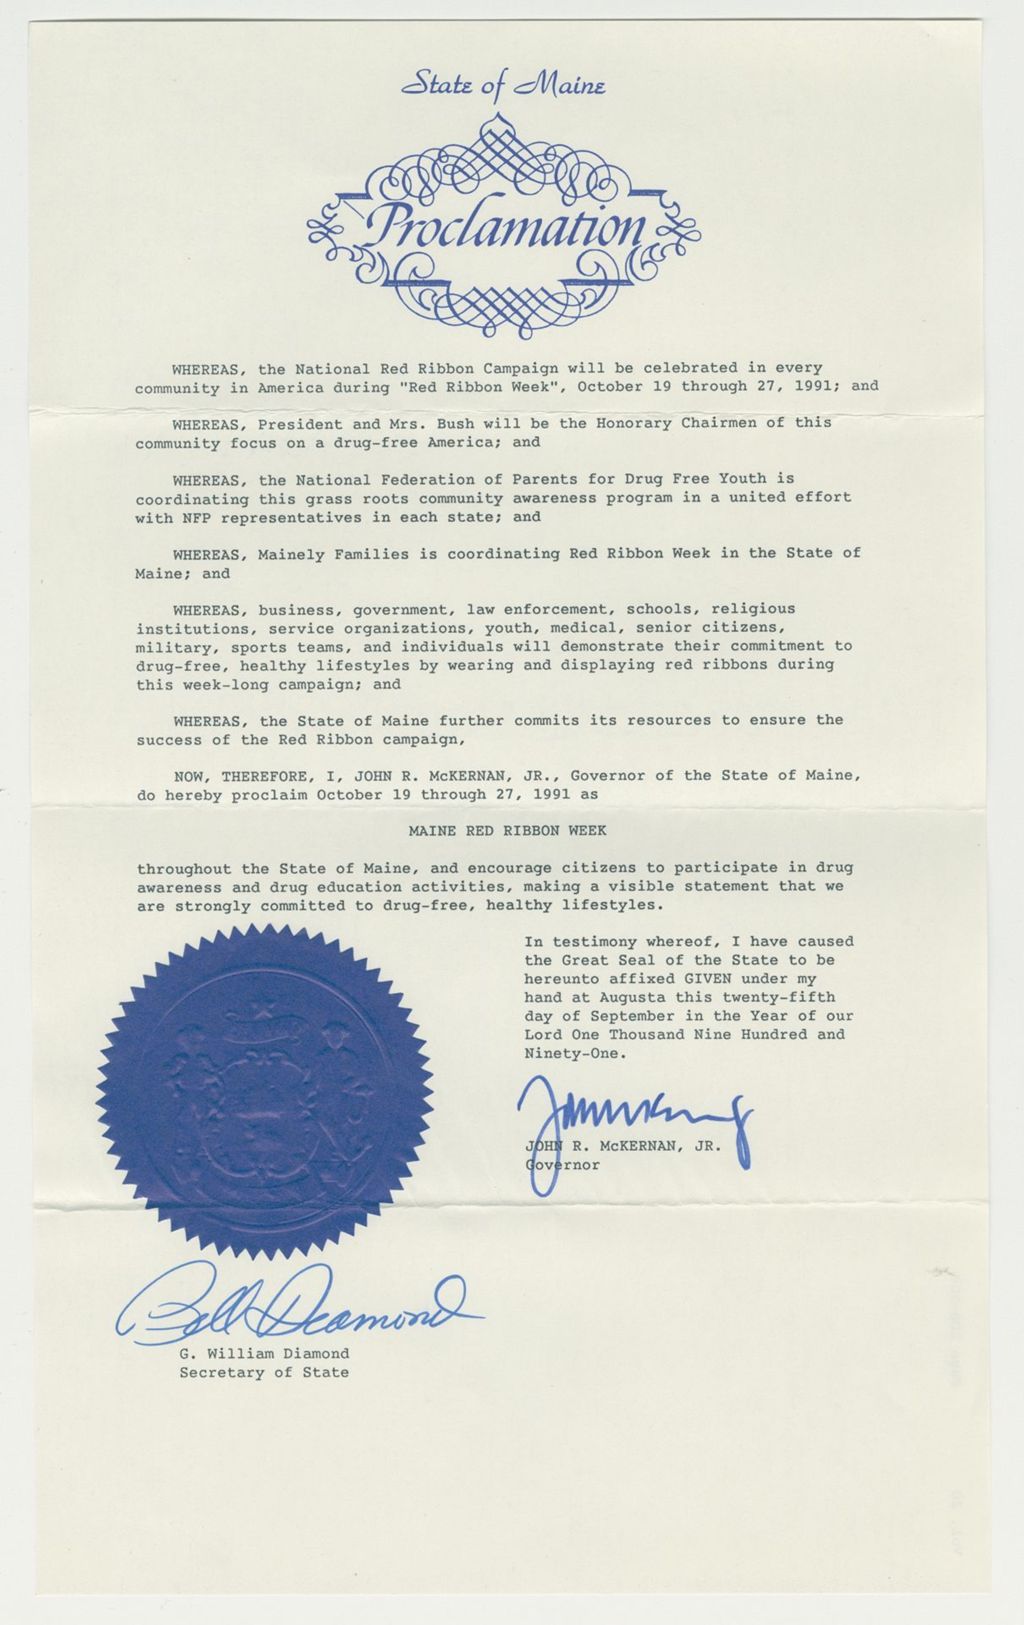 State of Maine
Proclamation
WHEREAS, the National Red Ribbon Campaign will be celebrated in every
community in America during "Red Ribbon Week", October 19 through 27, 1991; and
WHEREAS, President and Mrs. Bush will be the Honorary Chairmen of this
community focus on a drug-free America; and
WHEREAS, the National Federation of Parents for Drug Free Youth is
coordinating this grass roots community awareness program in a united effort
with NFP representatives in each state; and
WHEREAS, Mainely Families is coordinating Red Ribbon Week in the State of
Maine; and
WHEREAS, business, government, law enforcement, schools, religious
institutions, service organizations, youth, medical, senior citizens,
military, sports teams, and individuals will demonstrate their commitment to
drug-free, healthy lifestyles by wearing and displaying red ribbons during
this week-long campaign; and
WHEREAS, the State of Maine further commits its resources to ensure the
success of the Red Ribbon campaign,
NOW, THEREFORE, I, JOHN R. McKERNAN, JR., Governor of the State of Maine,
do hereby proclaim October 19 through 27, 1991 as
MAINE RED RIBBON WEEK
throughout the State of Maine, and encourage citizens to participate in drug
awareness and drug education activities, making a visible statement that we
are strongly committed to drug-free, healthy lifestyles.
In testimony whereof, I have caused
the Great Seal of the State to be
hereunto affixed GIVEN under my
hand at Augusta this twenty-fifth
day of September in the Year of our
Lord One Thousand Nine Hundred and
Ninety-One.
JOHN R. McKERNAN, JR.
Governor
Bill Diamond
G. William Diamond
Secretary of State